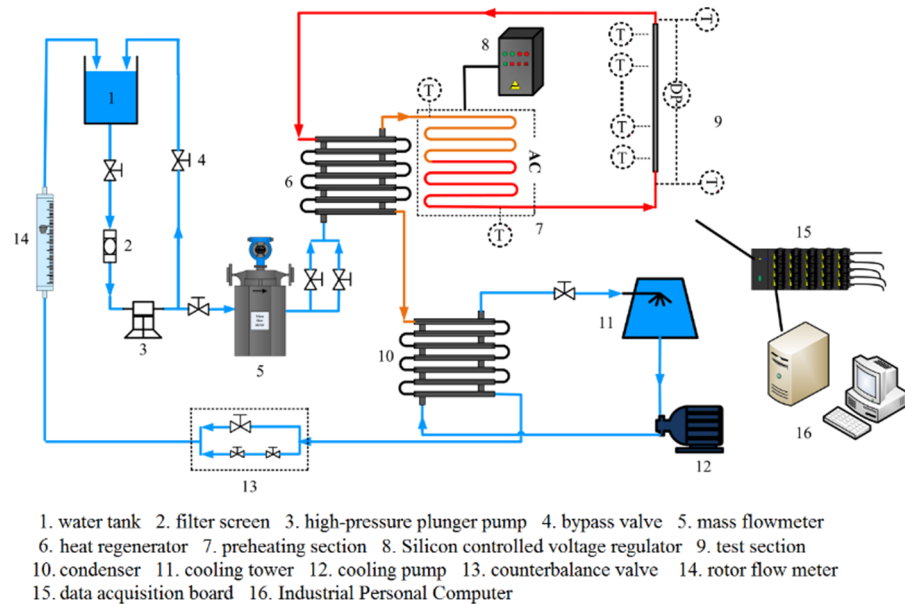 T
8
T
T
1
T
DP
9
4
6
AC
T
T
T
T
7
14
2
15
3
5
10
11
16
12
13
1. water tank 2. filter screen 3. high-pressure plunger pump 4. bypass valve 5. mass flowmeter
6. heat regenerator 7. preheating section 8. Silicon controlled voltage regulator 9. test section
10. condenser 11. cooling tower 12. cooling pump 13. counterbalance valve 14. rotor flow meter
15. data acquisition board 16. Industrial Personal Computer